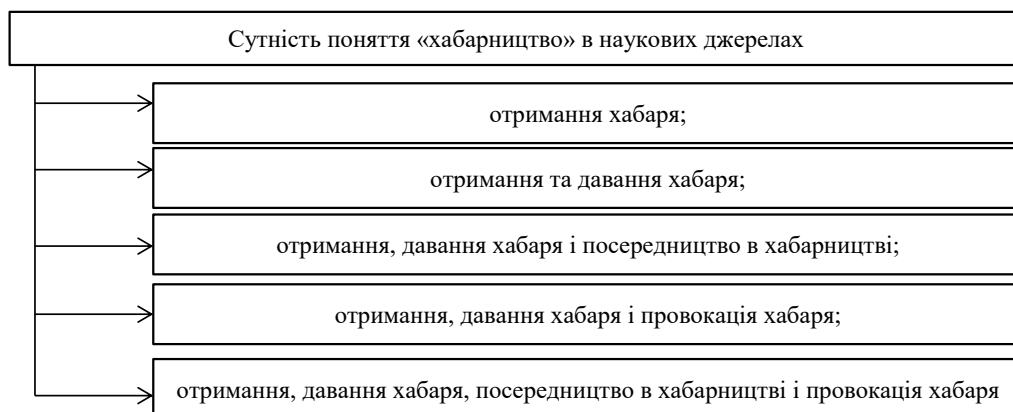 Сутність поняття «хабарництво» в наукових джерелах
отримання хабаря;
отримання та давання хабаря;
отримання, давання хабаря і посередництво в хабарництві;
отримання, давання хабаря і провокація хабаря;
отримання, давання хабаря, посередництво в хабарництві і провокація хабаря